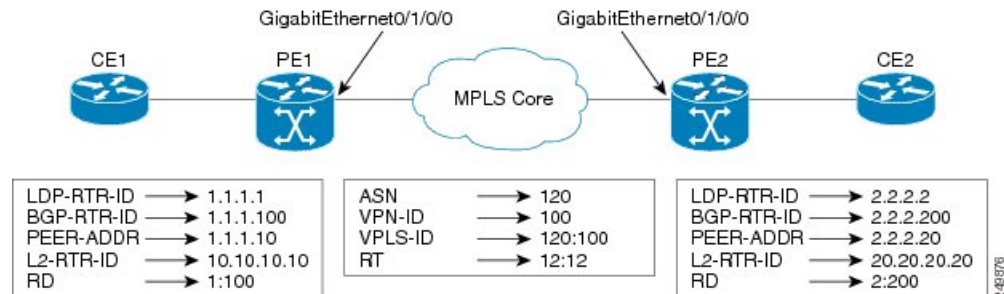 GigabitEthernet0/1/0/0
GigabitEthernet0/1/0/0
CE1
PE1
MPLS Core
PE2
CE2
LDP-RTR-ID 1.1.1.1
BGP-RTR-ID 1.1.1.100
PEER-ADDR 1.1.1.10
L2-RTR-ID 10.10.10.10
RD 1:100
ASN 120
VPN-ID 100
VPLS-ID 120:100
RT 12:12
LDP-RTR-ID 2.2.2.2
BGP-RTR-ID 2.2.2.200
PEER-ADDR 2.2.2.20
L2-RTR-ID 20.20.20.20
RD 2:200
249876